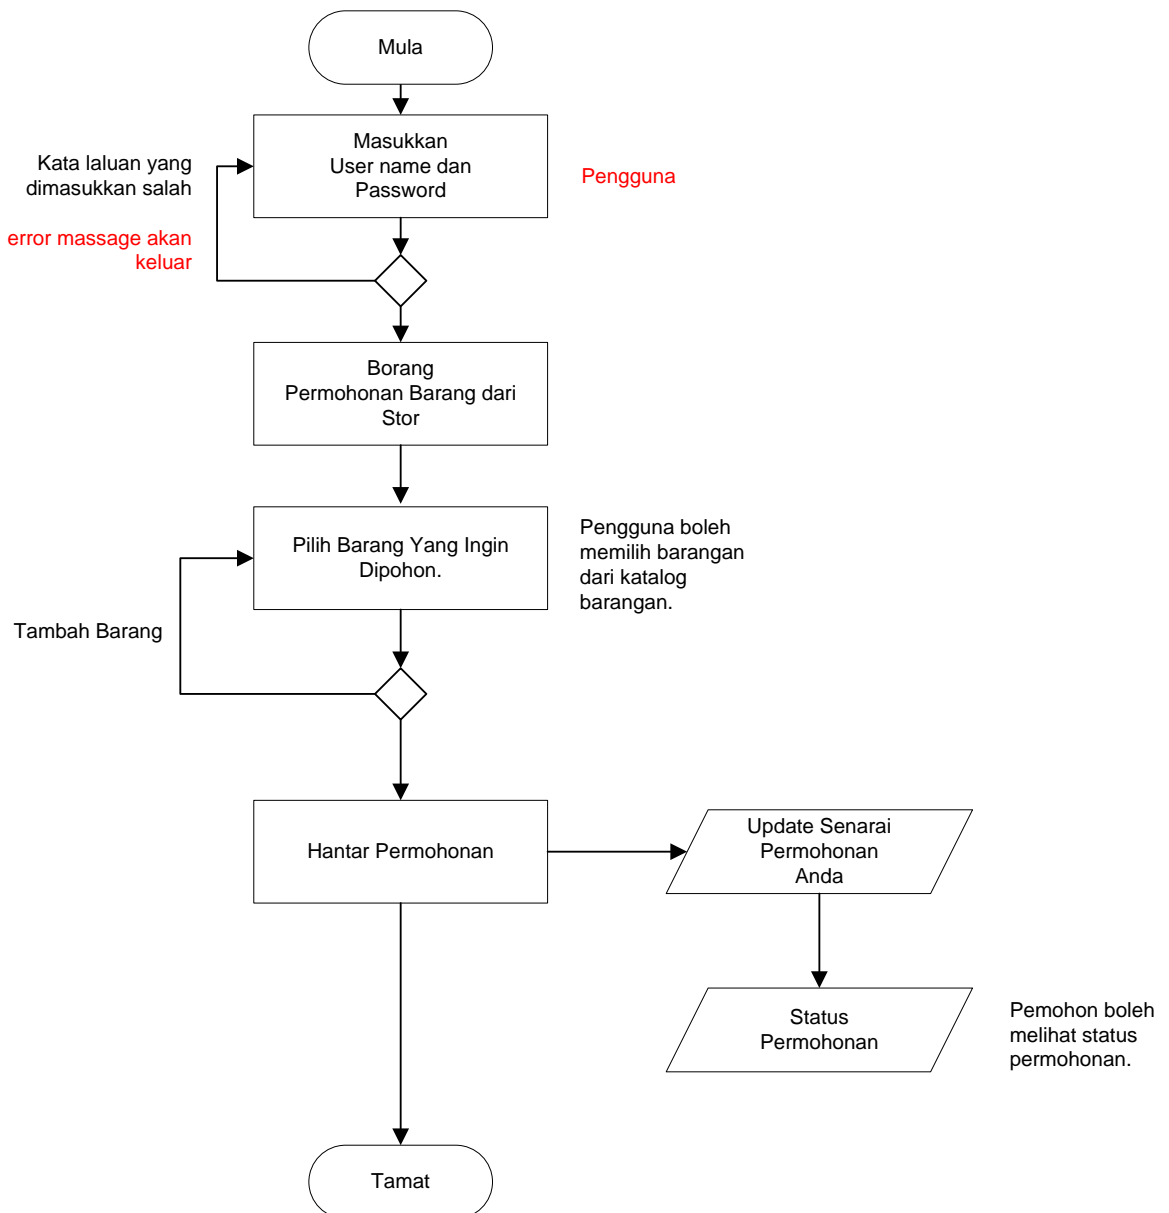 Mula
Masukkan
User name dan
Password
Kata laluan yang
dimasukkan salah
Pengguna
error massage akan
keluar
Borang
Permohonan Barang dari
Stor
Pilih Barang Yang Ingin
Dipohon.
Pengguna boleh
memilih barangan
dari katalog
barangan.
Tambah Barang
Hantar Permohonan
Update Senarai
Permohonan
Anda
Status
Permohonan
Pemohon boleh
melihat status
permohonan.
Tamat